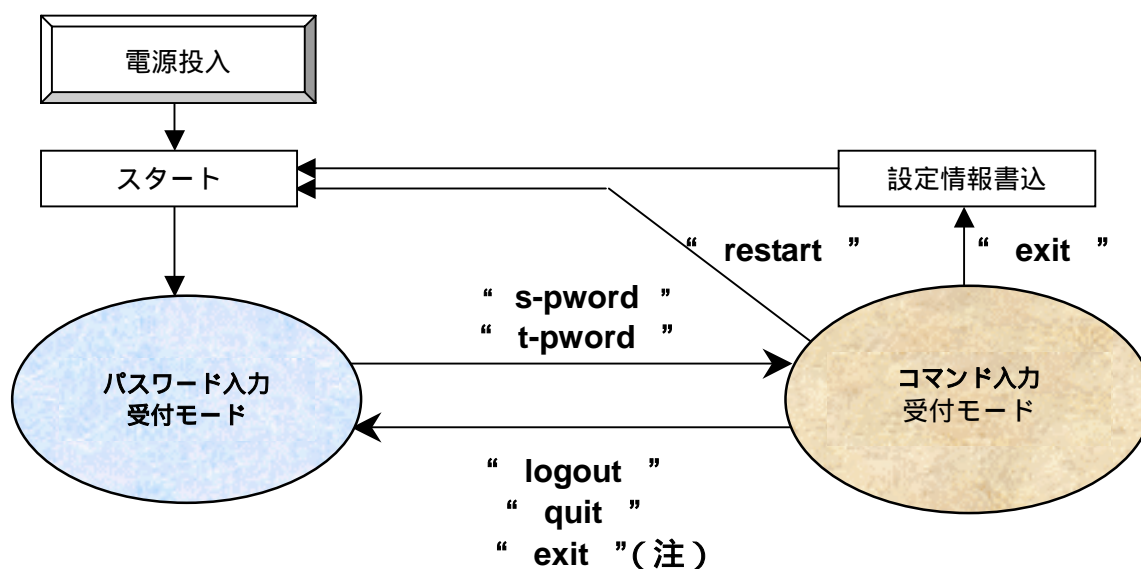 電源投入
スタート
設定情報書込
“ restart ”
“ exit ”
“ s-pword ”
“ t-pword ”
パスワード入力
受付モード
コマンド入力
受付モード
“ logout ”
“ quit ”
“ exit ”(注)